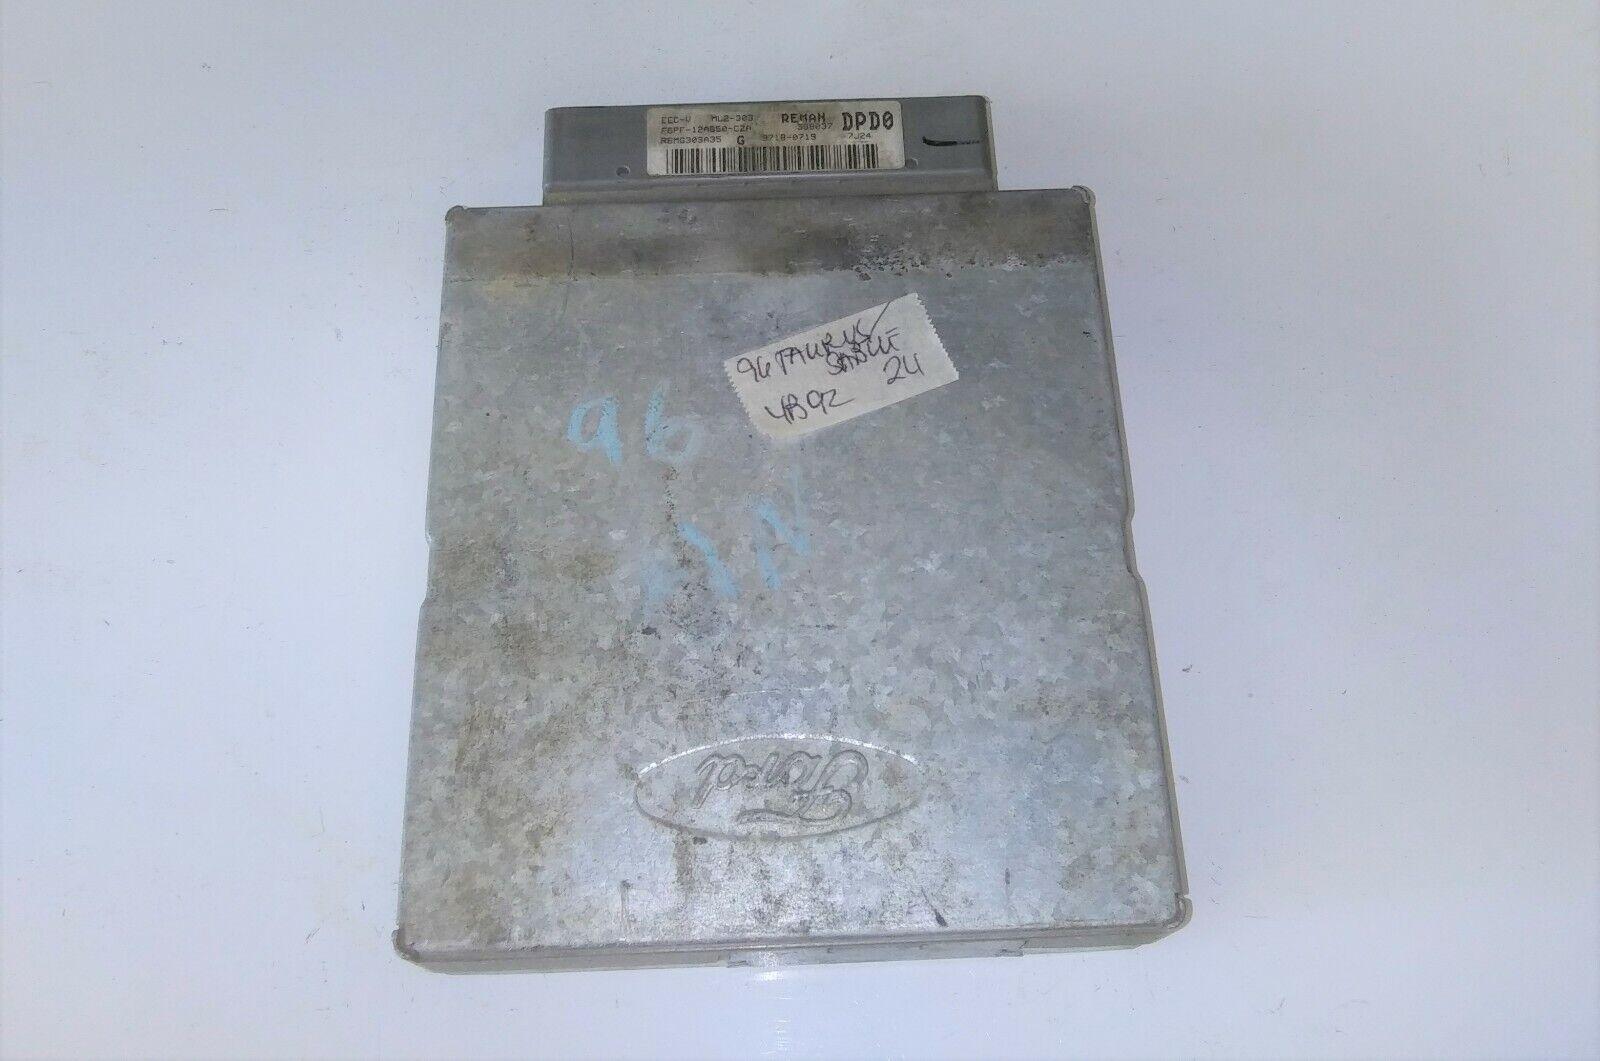 EEC-V ML2-303 REMAN DPD0
F6PF-12A650-CZA 398037
R6MG303A35 G 9718-0719 7J24
96 TAURUS/
SABLE
4B92 24
96
Ford